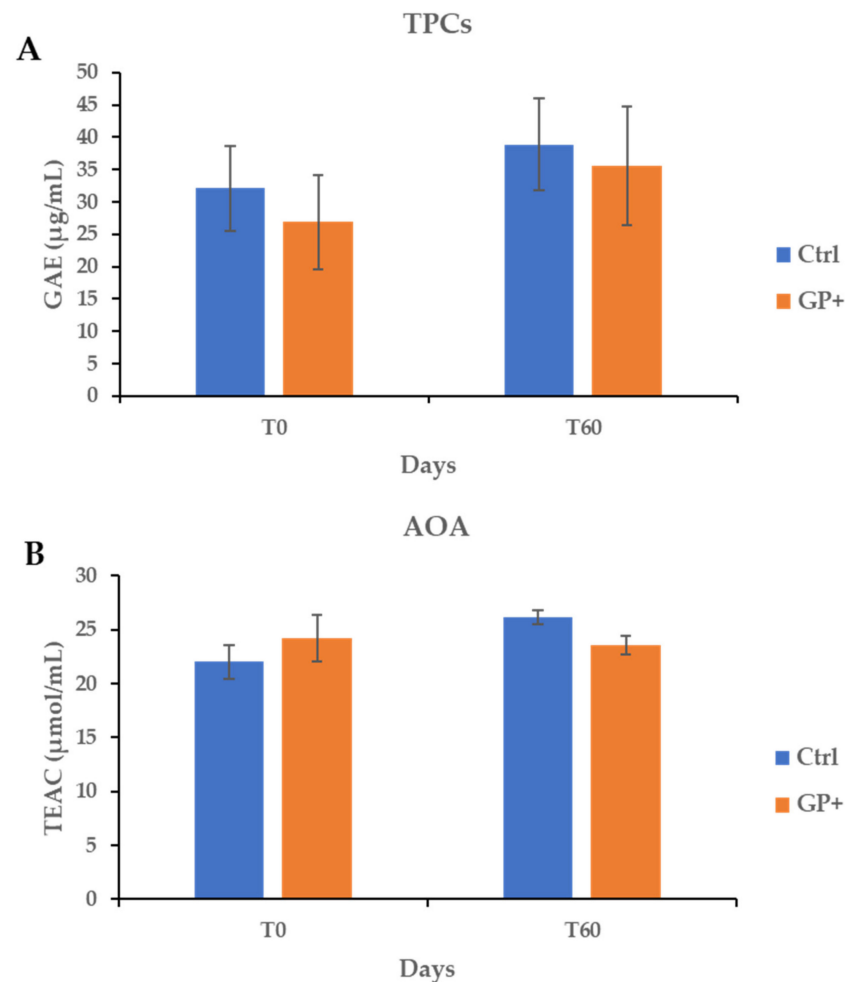 TPCs
A
50
45
40
35
30
25
20
15
10
5
0
GAE (µg/mL)
T0
T60
Days
Ctrl
GP+
AOA
B
30
25
20
15
10
5
0
TEAC (µmol/mL)
T0
T60
Days
Ctrl
GP+